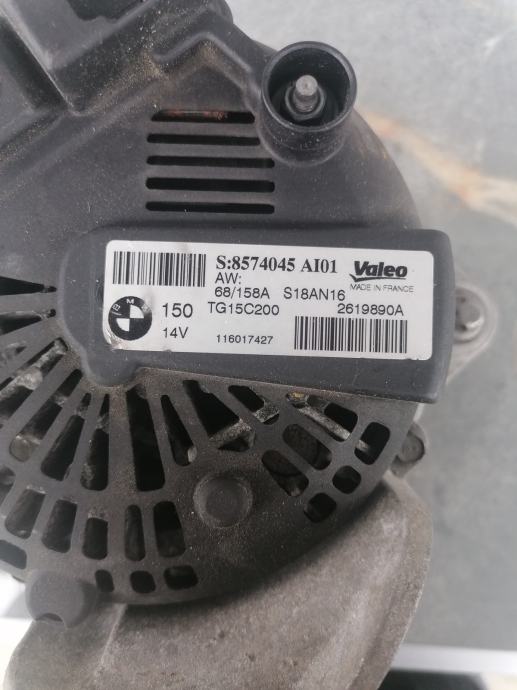 S:8574045 AI01
Valeo
AW:
MADE IN FRANCE
68/158A S18AN16
150 TG15C200 2619890A
14V
116017427